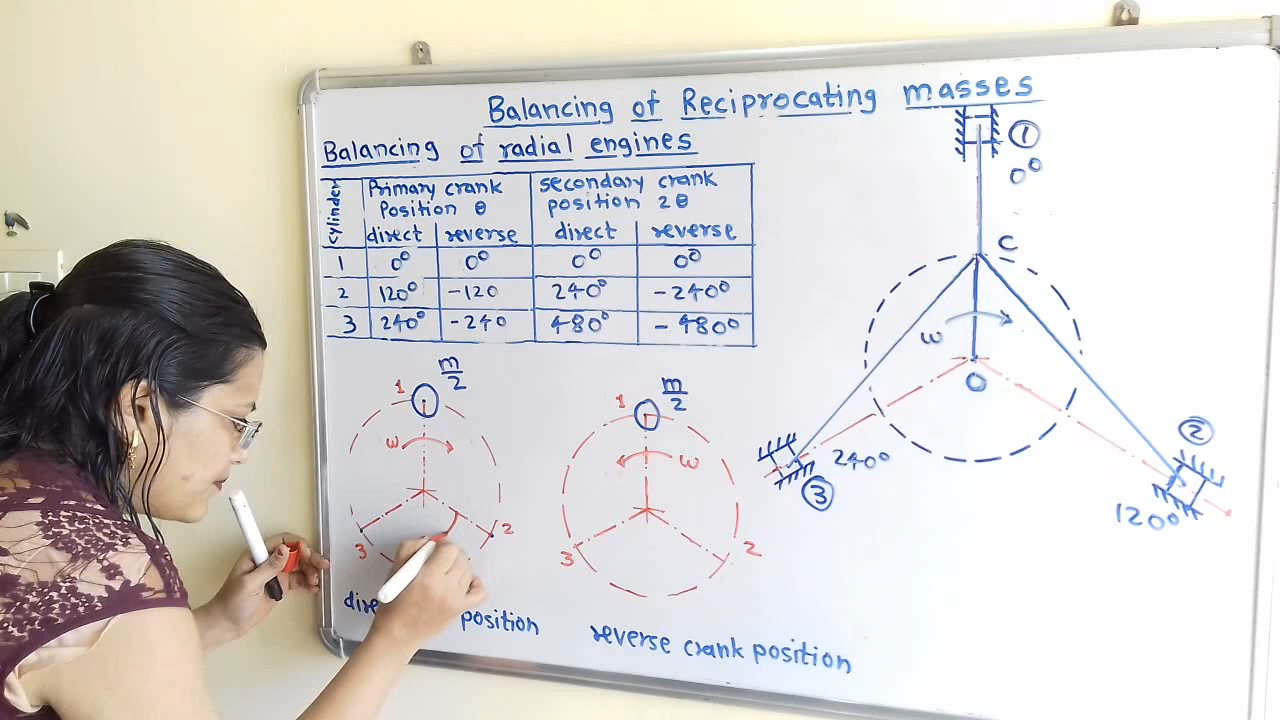 Balancing of Reciprocating masses
Balancing of radial engines
cylinder
Primary crank
Position θ
secondary crank
position 2θ
direct reverse direct reverse
1 0° 0° 0° 0°
2 120° -120 240° -240°
3 240° -240 480° -480°
1 m/2
ω
3 2
position
1 m/2
ω
3 2
reverse crank position
① 0°
C
ω
O
240°
③
②
120°